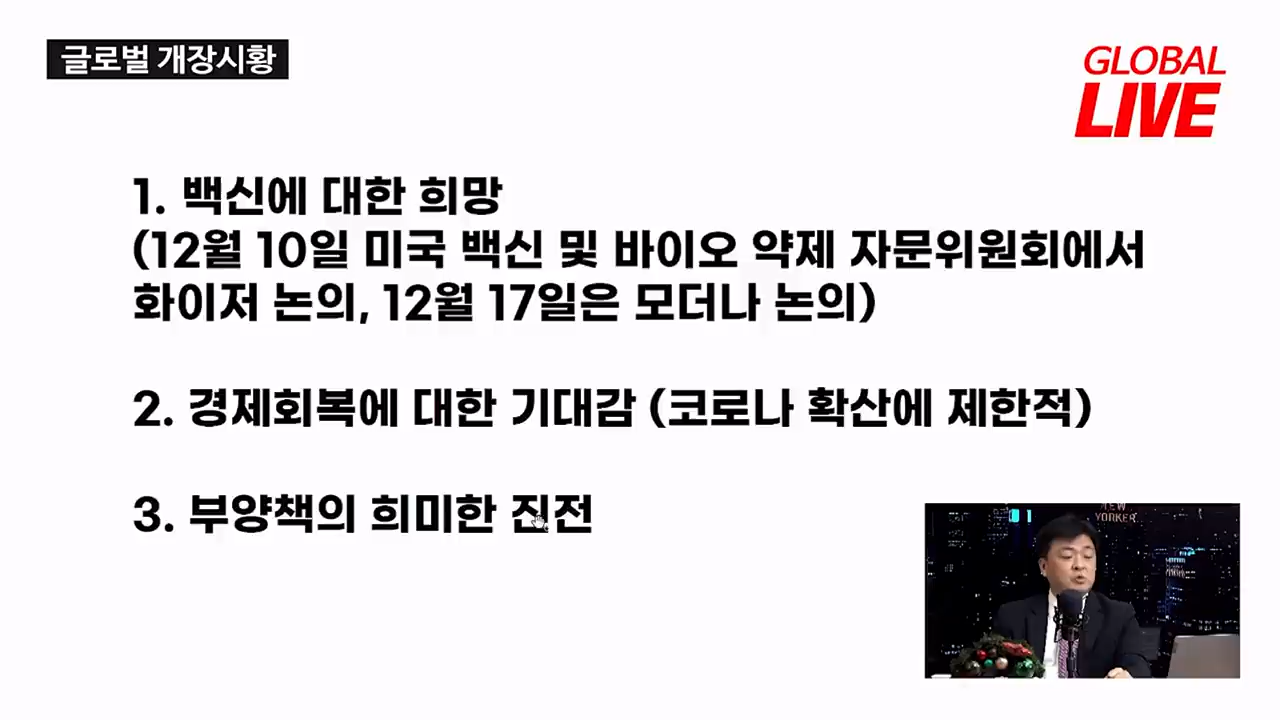 글로벌 개장시황
GLOBAL
LIVE
1. 백신에 대한 희망
(12월 10일 미국 백신 및 바이오 약제 자문위원회에서
화이저 논의, 12월 17일은 모더나 논의)
2. 경제회복에 대한 기대감 (코로나 확산에 제한적)
3. 부양책의 희미한 진전
NEW
YORKER